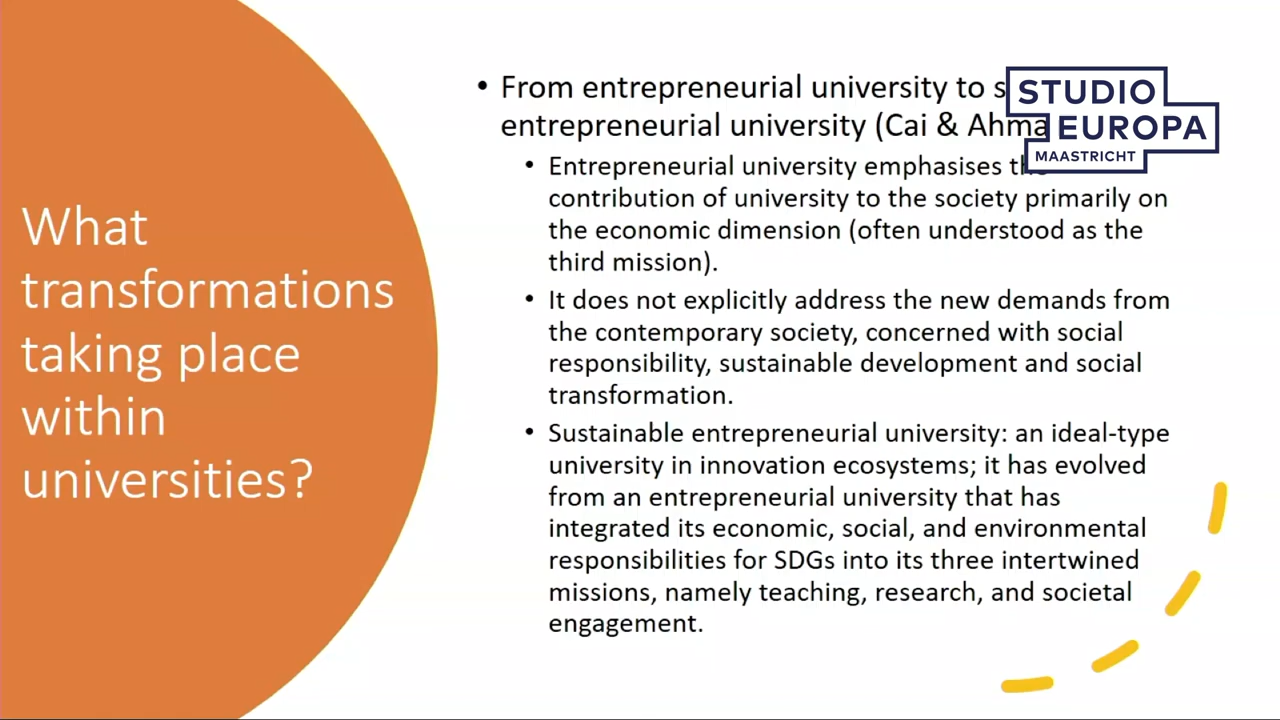 What
transformations
taking place
within
universities?
• From entrepreneurial university to
entrepreneurial university (Cai &
• Entrepreneurial university emphasises
contribution of university to the society primarily on
the economic dimension (often understood as the
third mission).
• It does not explicitly address the new demands from
the contemporary society, concerned with social
responsibility, sustainable development and social
transformation.
• Sustainable entrepreneurial university: an ideal-type
university in innovation ecosystems; it has evolved
from an entrepreneurial university that has
integrated its economic, social, and environmental
responsibilities for SDGs into its three intertwined
missions, namely teaching, research, and societal
engagement.
STUDIO
EUROPA
MAASTRICHT